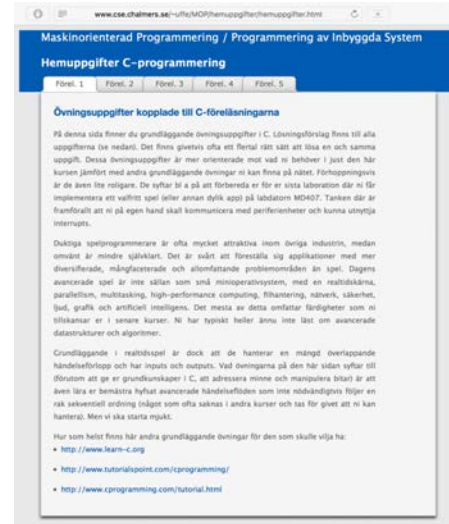 www.cse.chalmers.se/~uffe/MOP/hemuppgifter/hemuppgifter.html
Maskinorienterad Programmering / Programmering av Inbyggda System
Hemuppgifter C-programmering
Förel. 1 Förel. 2 Förel. 3 Förel. 4 Förel. 5
Övningsuppgifter kopplade till C-föreläsningarna
På denna sida finner du grundläggande övningsuppgifter i C. Lösningsförslag finns till alla
uppgifterna (se nedan). Det finns givetvis ofta ett flertal rätt sätt att lösa en och samma
uppgift. Dessa övningsuppgifter är mer orienterade mot vad ni behöver i just den här
kursen jämfört med andra grundläggande övningar ni kan finna på nätet. Förhoppningsvis
är de även lite roligare. De syftar bl a på att förbereda er för er sista laboration där ni får
implementera ett valfritt spel (eller annan dylik app) på labdatorn MD407. Tanken där är
framförallt att ni på egen hand skall kommunicera med periferienheter och kunna utnyttja
interrupts.
Duktiga spelprogrammerare är ofta mycket attraktiva inom övriga industrin, medan
omvänt är mindre självklart. Det är svårt att föreställa sig applikationer med mer
diversifierade, mångfacetterade och allomfattande problemområden än spel. Dagens
avancerade spel är inte sällan som små minioperativsystem, med en realtidskärna,
parallellism, multitasking, high-performance computing, filhantering, nätverk, säkerhet,
ljud, grafik och artificiell intelligens. Det mesta av detta omfattar färdigheter som ni
tillskansar er i senare kurser. Ni har typiskt heller ännu inte läst om avancerade
datastrukturer och algoritmer.
Grundläggande i realtidsspel är dock att de hanterar en mängd överlappande
händelseförlopp och har inputs och outputs. Vad övningarna på den här sidan syftar till
(förutom att ge er grundkunskaper i C, att adressera minne och manipulera bitar) är att
även lära er bemästra hyfsat avancerade händelseflöden som inte nödvändigtvis följer en
rak sekventiell ordning (något som ofta saknas i andra kurser och tas för givet att ni kan
hantera). Men vi ska starta mjukt.
Hur som helst finns här andra grundläggande övningar för den som skulle vilja ha:
• http://www.learn-c.org
• http://www.tutorialspoint.com/cprogramming/
• http://www.cprogramming.com/tutorial.html